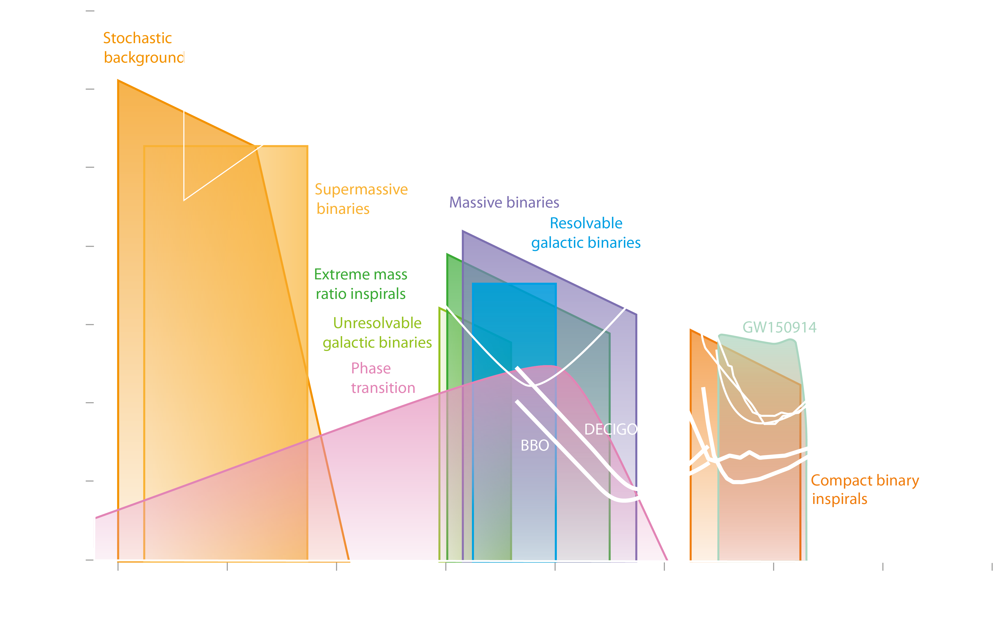 Stochastic
background
Supermassive
binaries
Massive binaries
Resolvable
galactic binaries
Extreme mass
ratio inspirals
Unresolvable
galactic binaries
GW150914
Phase
transition
DECIGO
BBO
Compact binary
inspirals